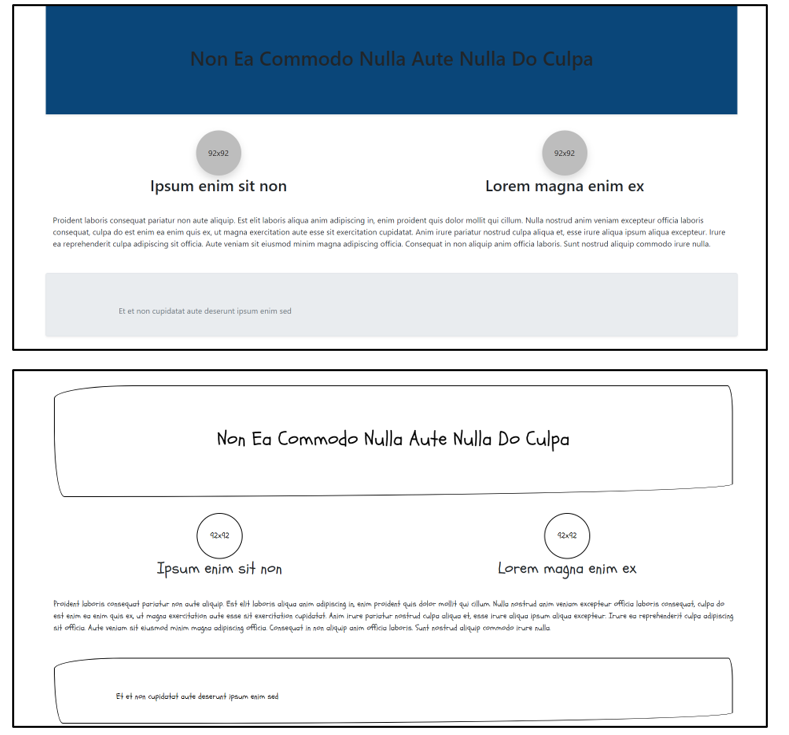 Non Ea Commodo Nulla Aute Nulla Do Culpa
92x92
92x92
Ipsum enim sit non
Lorem magna enim ex
Proident laboris consequat pariatur non aute aliquip. Est elit laboris aliqua anim adipiscing in, enim proident quis dolor mollit qui cillum. Nulla nostrud anim veniam excepteur officia laboris
consequat, culpa do est enim ea enim quis ex, ut magna exercitation aute esse sit exercitation cupidatat. Anim irure pariatur nostrud culpa aliqua et, esse irure aliqua ipsum aliqua excepteur. Irure
ea reprehenderit culpa adipiscing sit officia. Aute veniam sit eiusmod minim magna adipiscing officia. Consequat in non aliquip anim officia laboris. Sunt nostrud aliquip commodo irure nulla.
Et et non cupidatat aute deserunt ipsum enim sed
Non Ea Commodo Nulla Aute Nulla Do Culpa
92x92
92x92
Ipsum enim sit non
Lorem magna enim ex
Proident laboris consequat pariatur non aute aliquip. Est elit laboris aliqua anim adipiscing in, enim proident quis dolor mollit qui cillum. Nulla nostrud anim veniam excepteur officia laboris consequat, culpa do
est enim ea enim quis ex, ut magna exercitation aute esse sit exercitation cupidatat. Anim irure pariatur nostrud culpa aliqua et, esse irure aliqua ipsum aliqua excepteur. Irure ea reprehenderit culpa adipiscing
sit officia. Aute veniam sit eiusmod minim magna adipiscing officia. Consequat in non aliquip anim officia laboris. Sunt nostrud aliquip commodo irure nulla.
Et et non cupidatat aute deserunt ipsum enim sed